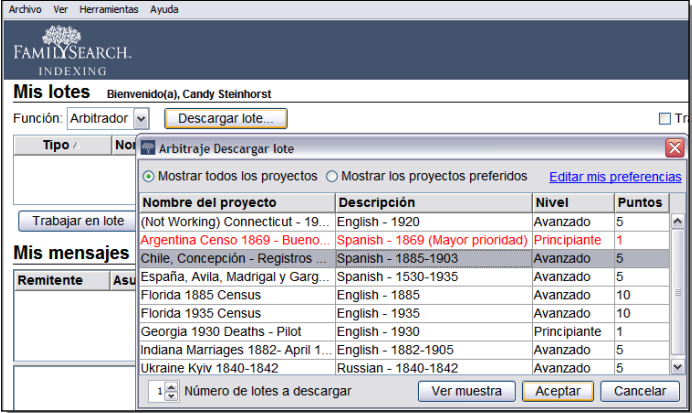 Archivo Ver Herramientas Ayuda
FAMILYSEARCH.
INDEXING
Mis lotes Bienvenido(a), Candy Steinhorst
Función: Arbitrador Descargar lote...
Tipo
Arbitraje Descargar lote
Mostrar todos los proyectos Mostrar los proyectos preferidos Editar mis preferencias
Nombre del proyecto Descripción Nivel Puntos
(Not Working) Connecticut - 19... English - 1920 Avanzado 5
Argentina Censo 1869 - Bueno... Spanish - 1869 (Mayor prioridad) Principiante 1
Chile, Concepción - Registros ... Spanish - 1885-1903 Avanzado 5
España, Avila, Madrigal y Garg... Spanish - 1530-1935 Avanzado 5
Florida 1885 Census English - 1885 Avanzado 10
Florida 1935 Census English - 1935 Avanzado 10
Georgia 1930 Deaths - Pilot English - 1930 Principiante 1
Indiana Marriages 1882- April 1... English - 1882-1905 Avanzado 5
Ukraine Kyiv 1840-1842 Russian - 1840-1842 Avanzado 5
1 Número de lotes a descargar Ver muestra Aceptar Cancelar
Trabajar en lote
Mis mensajes
Remitente